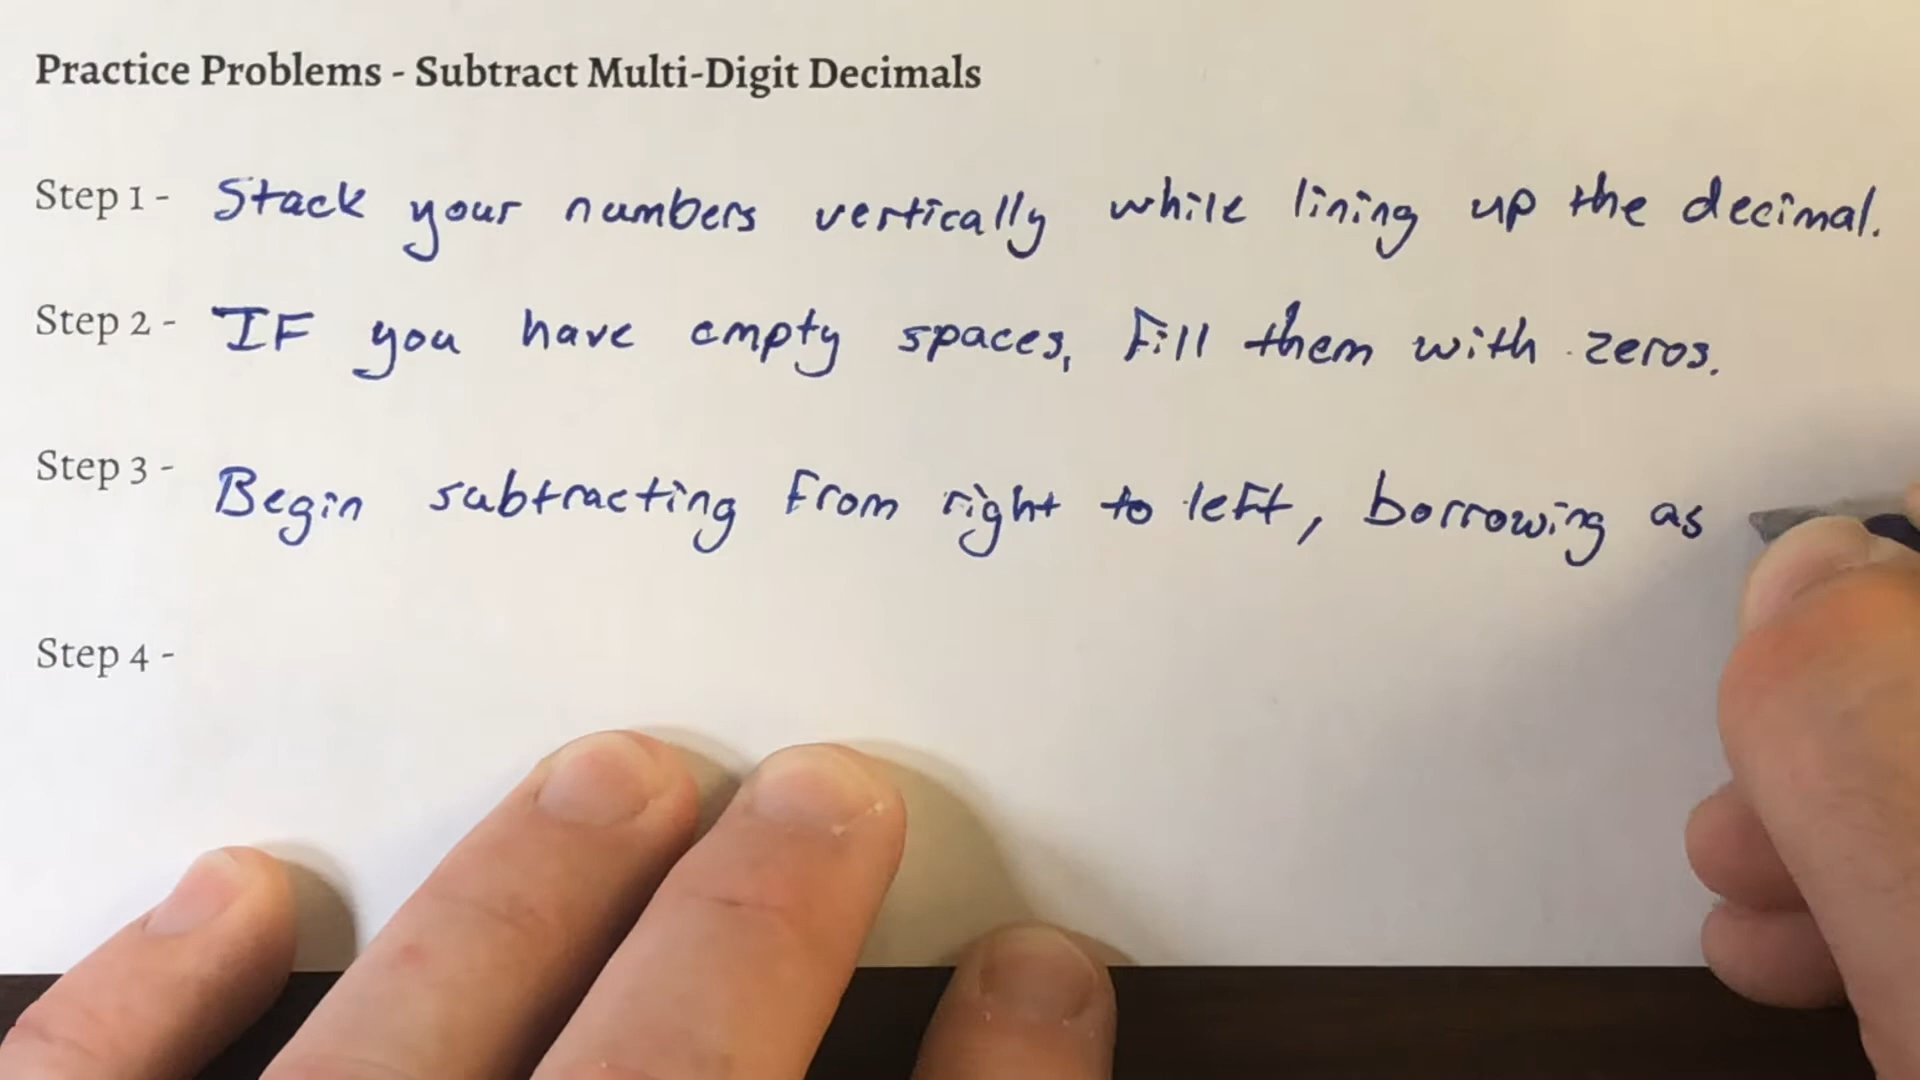 Practice Problems - Subtract Multi-Digit Decimals
Step 1 - Stack your numbers vertically while lining up the decimal.
Step 2 - IF you have empty spaces, Fill them with zeros.
Step 3 - Begin subtracting From right to left, borrowing as
Step 4 -